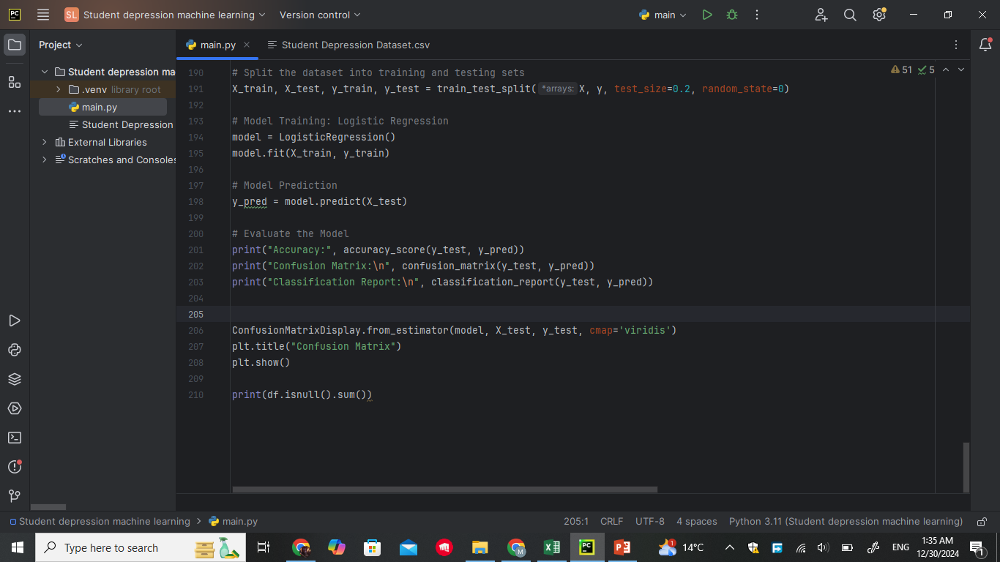 PC
SL Student depression machine learning
Version control
main
Project
main.py
Student Depression Dataset.csv
Student depression ma
.venv library root
main.py
Student Depression
External Libraries
Scratches and Consoles
51 5
190 # Split the dataset into training and testing sets
191 X_train, X_test, y_train, y_test = train_test_split( *arrays: X, y, test_size=0.2, random_state=0)
192
193 # Model Training: Logistic Regression
194 model = LogisticRegression()
195 model.fit(X_train, y_train)
196
197 # Model Prediction
198 y_pred = model.predict(X_test)
199
200 # Evaluate the Model
201 print("Accuracy:", accuracy_score(y_test, y_pred))
202 print("Confusion Matrix:\n", confusion_matrix(y_test, y_pred))
203 print("Classification Report:\n", classification_report(y_test, y_pred))
204
205
206 ConfusionMatrixDisplay.from_estimator(model, X_test, y_test, cmap='viridis')
207 plt.title("Confusion Matrix")
208 plt.show()
209
210 print(df.isnull().sum())
Student depression machine learning > main.py
205:1 CRLF UTF-8 4 spaces Python 3.11 (Student depression machine learning)
Type here to search
M
PC
1
14°C
ENG
1:35 AM
12/30/2024
1